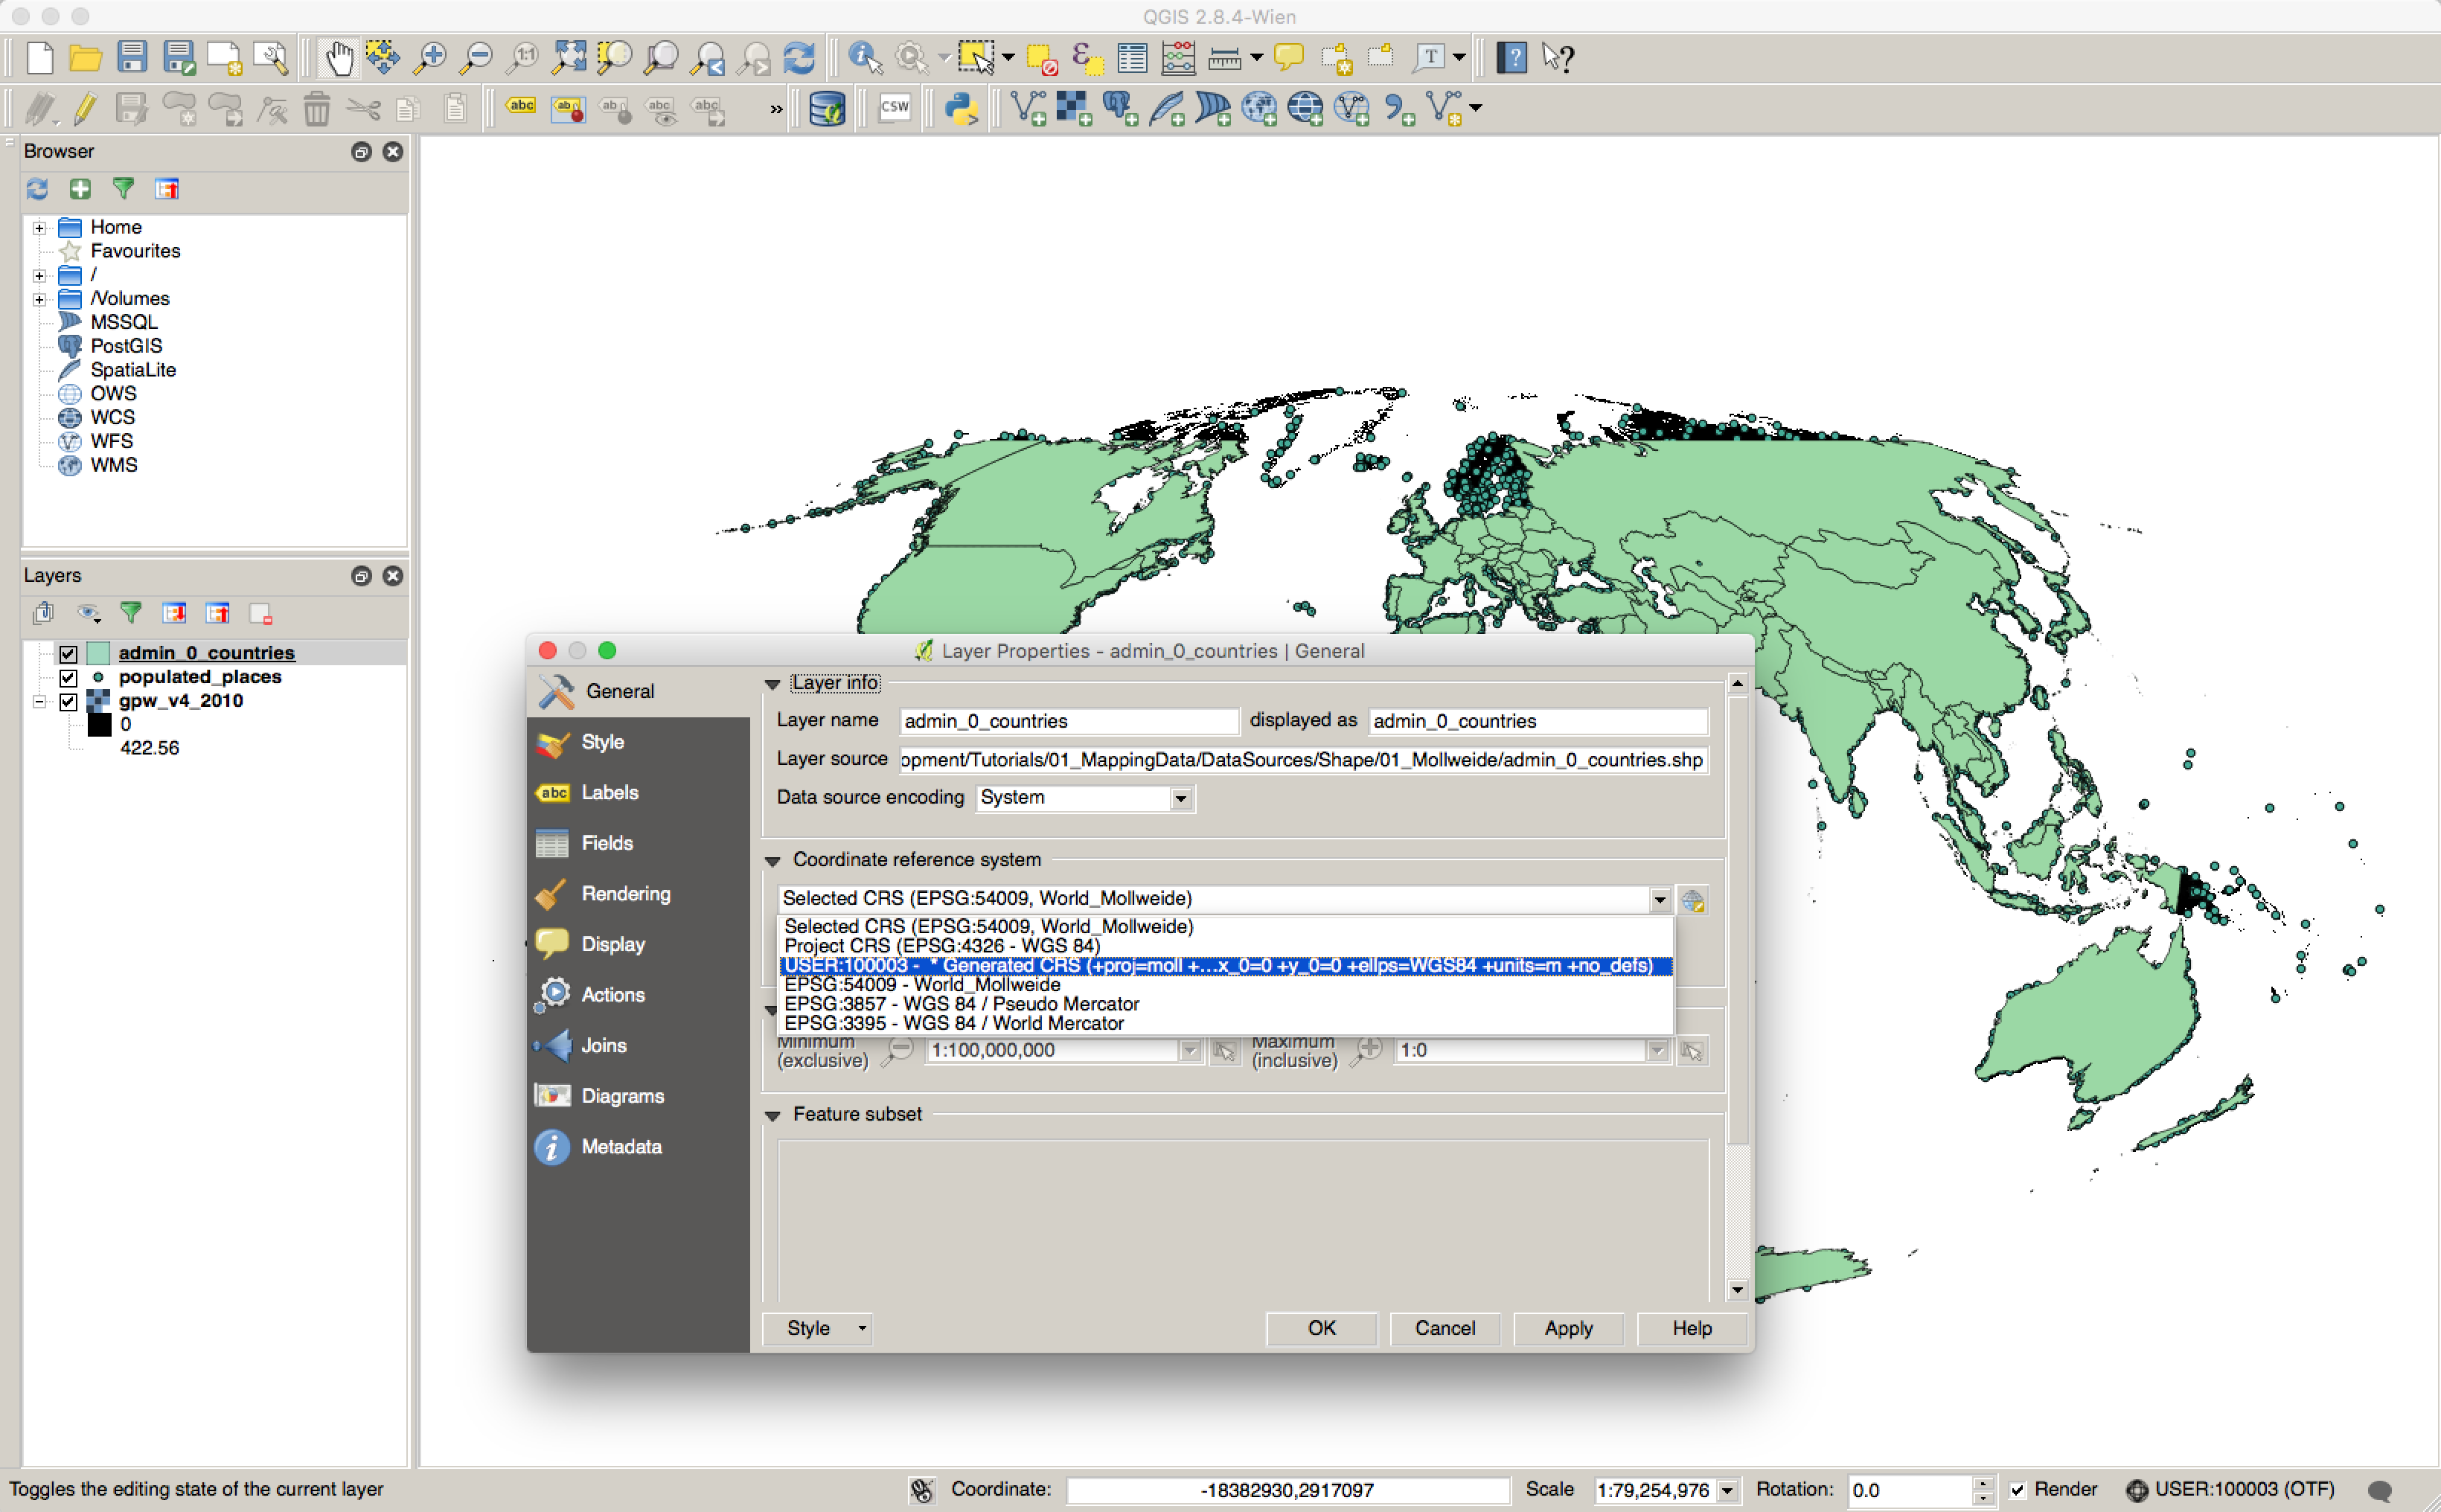 QGIS 2.8.4-Wien
1:1
ε
T
?
?
abc
ab
ab
abc
abc
»
CSW
Browser
Home
Favourites
/
/Volumes
MSSQL
PostGIS
SpatiaLite
OWS
WCS
WFS
WMS
Layers
admin_0_countries
populated_places
gpw_v4_2010
0
422.56
Layer Properties - admin_0_countries | General
General
Style
abc Labels
Fields
Rendering
Display
Actions
Joins
Diagrams
Metadata
Layer info
Layer name admin_0_countries displayed as admin_0_countries
Layer source opment/Tutorials/01_MappingData/DataSources/Shape/01_Mollweide/admin_0_countries.shp
Data source encoding System
Coordinate reference system
Selected CRS (EPSG:54009, World_Mollweide)
Selected CRS (EPSG:54009, World_Mollweide)
Project CRS (EPSG:4326 - WGS 84)
USER:100003 - * Generated CRS (+proj=moll +...x_0=0 +y_0=0 +ellps=WGS84 +units=m +no_defs)
EPSG:54009 - World_Mollweide
EPSG:3857 - WGS 84 / Pseudo Mercator
EPSG:3395 - WGS 84 / World Mercator
Minimum (exclusive) 1:100,000,000 Maximum (inclusive) 1:0
Feature subset
Style OK Cancel Apply Help
Toggles the editing state of the current layer Coordinate: -18382930,2917097 Scale 1:79,254,976 Rotation: 0.0 Render USER:100003 (OTF)